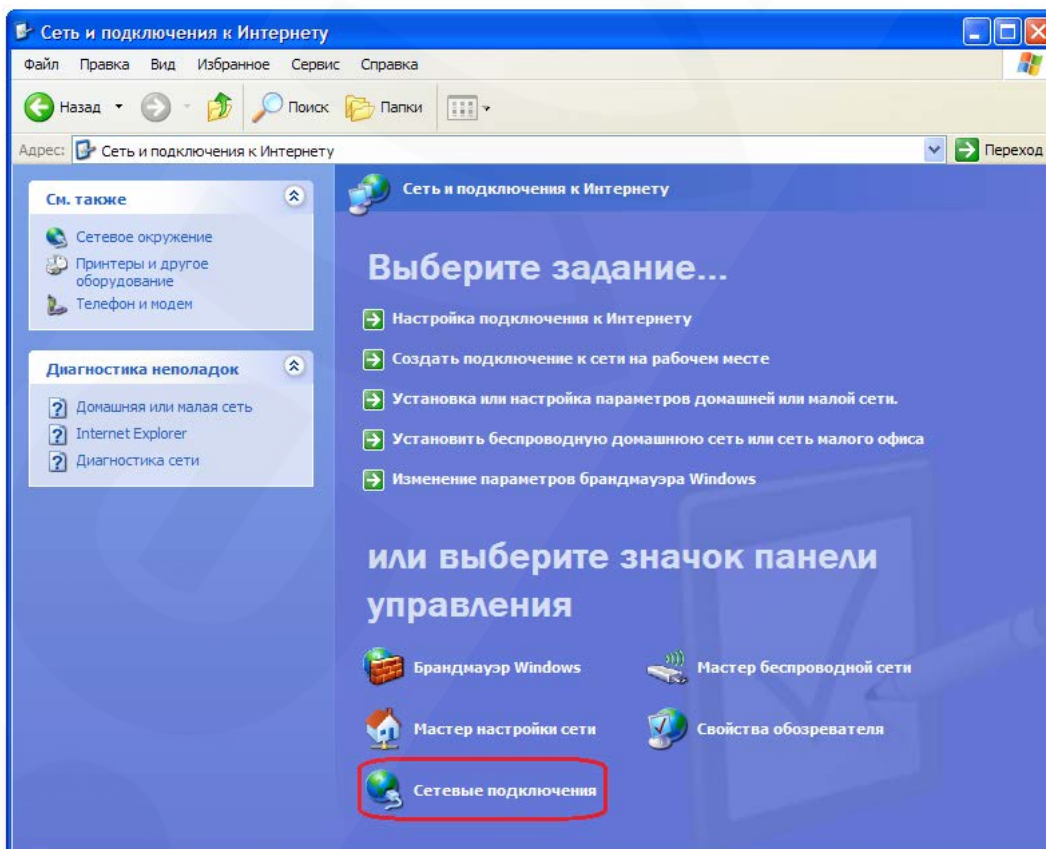 Сеть и подключения к Интернету
Файл Правка Вид Избранное Сервис Справка
Назад Поиск Папки
Адрес: Сеть и подключения к Интернету Переход
См. также
Сетевое окружение
Принтеры и другое
оборудование
Телефон и модем
Диагностика неполадок
Домашняя или малая сеть
Internet Explorer
Диагностика сети
Сеть и подключения к Интернету
Выберите задание...
Настройка подключения к Интернету
Создать подключение к сети на рабочем месте
Установка или настройка параметров домашней или малой сети.
Установить беспроводную домашнюю сеть или сеть малого офиса
Изменение параметров брандмауэра Windows
или выберите значок панели
управления
Брандмауэр Windows Мастер беспроводной сети
Мастер настройки сети Свойства обозревателя
Сетевые подключения